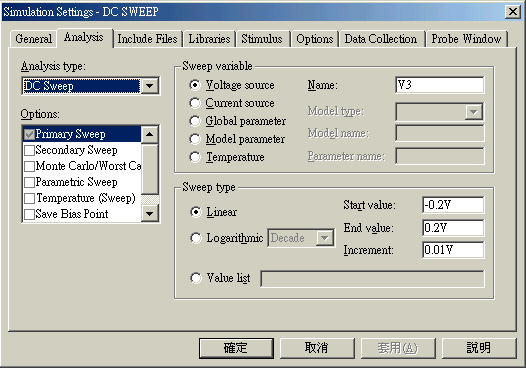 Simulation Settings - DC SWEEP
General Analysis Include Files Libraries Stimulus Options Data Collection Probe Window
Analysis type:
DC Sweep
Options:
Primary Sweep
Secondary Sweep
Monte Carlo/Worst Ca
Parametric Sweep
Temperature (Sweep)
Save Bias Point
Sweep variable
Voltage source
Current source
Global parameter
Model parameter
Temperature
Name: V3
Model type:
Model name:
Parameter name:
Sweep type
Linear
Logarithmic Decade
Value list
Start value: -0.2V
End value: 0.2V
Increment: 0.01V
確定 取消 套用(A) 說明